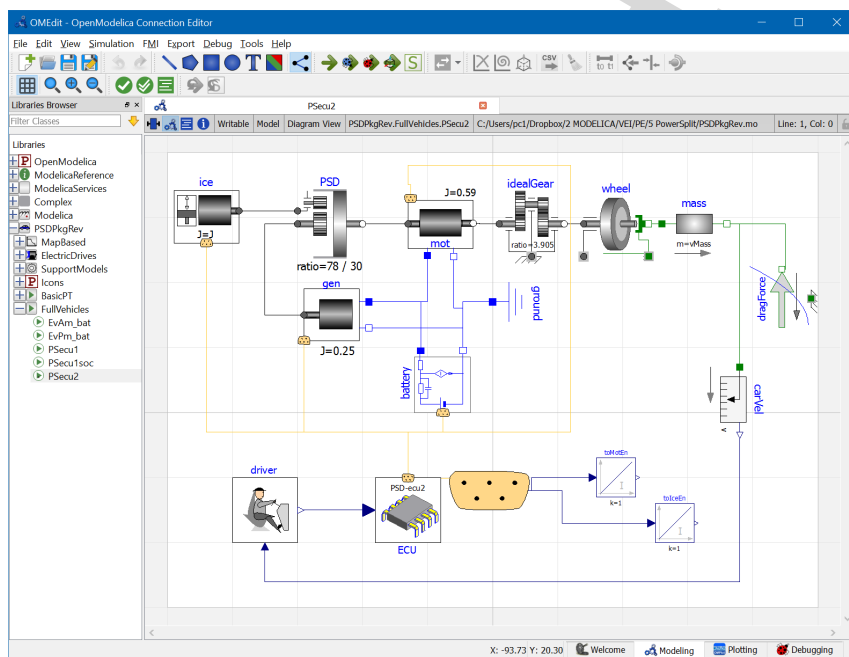 OMEdit - OpenModelica Connection Editor
File Edit View Simulation FMI Export Debug Tools Help
Libraries Browser
PSecu2
Filter Classes
Writable Model Diagram View PSDPkgRev.FullVehicles.PSecu2 C:/Users/pc1/Dropbox/2 MODELICA/VEI/PE/5 PowerSplit/PSDPkgRev.mo Line: 1, Col: 0
Libraries
OpenModelica
ModelicaReference
ModelicaServices
Complex
Modelica
PSDPkgRev
MapBased
ElectricDrives
SupportModels
Icons
BasicPT
FullVehicles
EvAm_bat
EvPm_bat
PSecu1
PSecu1soc
PSecu2
ice
J=J
PSD
ratio=78 / 30
J=0.59
mot
idealGear
ratio=3.905
wheel
mass
m=vMass
dragForce
gen
J=0.25
ground
battery
carVel
v
driver
PSD-ecu2
ECU
toMotEn
I
k=1
toIceEn
I
k=1
X: -93.73 Y: 20.30 Welcome Modeling Plotting Debugging